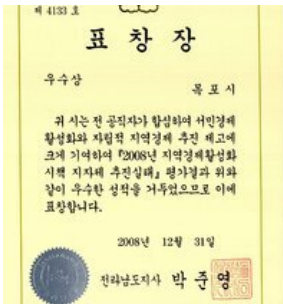 제 4133 호
표 창 장
우수상
목 포 시
귀 시는 전 공직자가 합심하여 서민경제
활성화와 자립적 지역경제 추진 제고에
크게 기여하여 『2008년 지역경제활성화
시책 지자체 추진실태』 평가결과 위와
같이 우수한 성적을 거두었으므로 이에
표창합니다.
2008년 12월 31일
전라남도지사 박 준 영